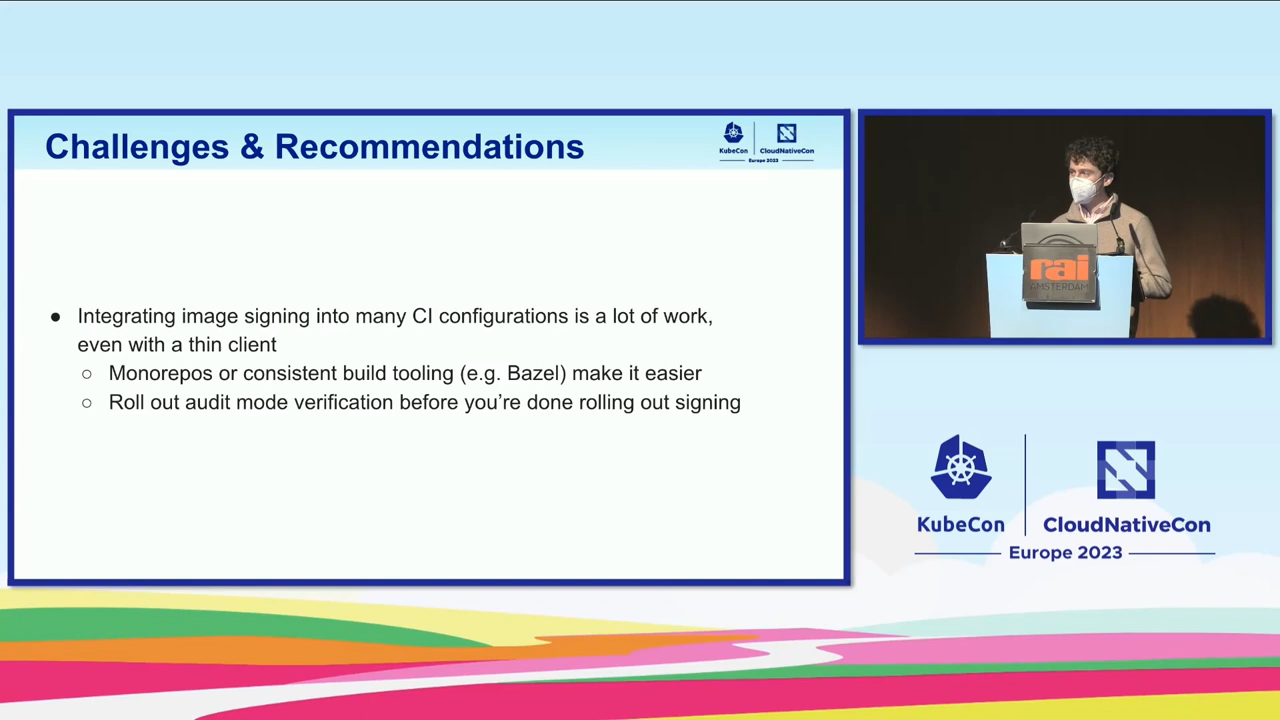 Challenges & Recommendations
KubeCon
CloudNativeCon
Europe 2023
● Integrating image signing into many CI configurations is a lot of work,
even with a thin client
○ Monorepos or consistent build tooling (e.g. Bazel) make it easier
○ Roll out audit mode verification before you’re done rolling out signing
rai
AMSTERDAM
KubeCon
CloudNativeCon
Europe 2023